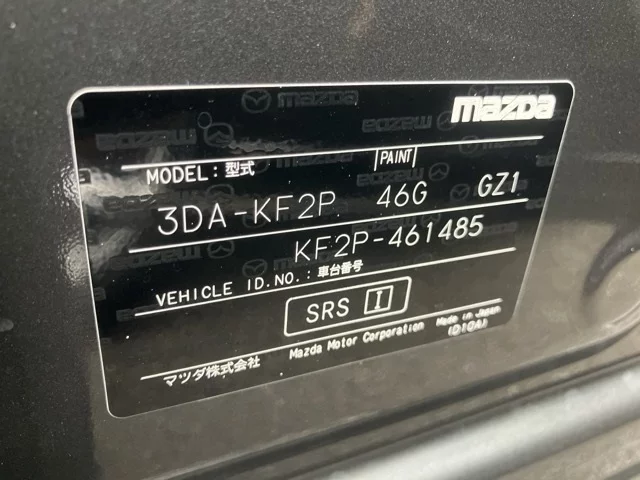 mazda
MODEL : 型式 PAINT
3DA-KF2P 46G GZ1
KF2P-461485
VEHICLE ID.NO.: 車台番号
SRS I
マツダ株式会社 Mazda Motor Corporation Made in Japan
(D10A)